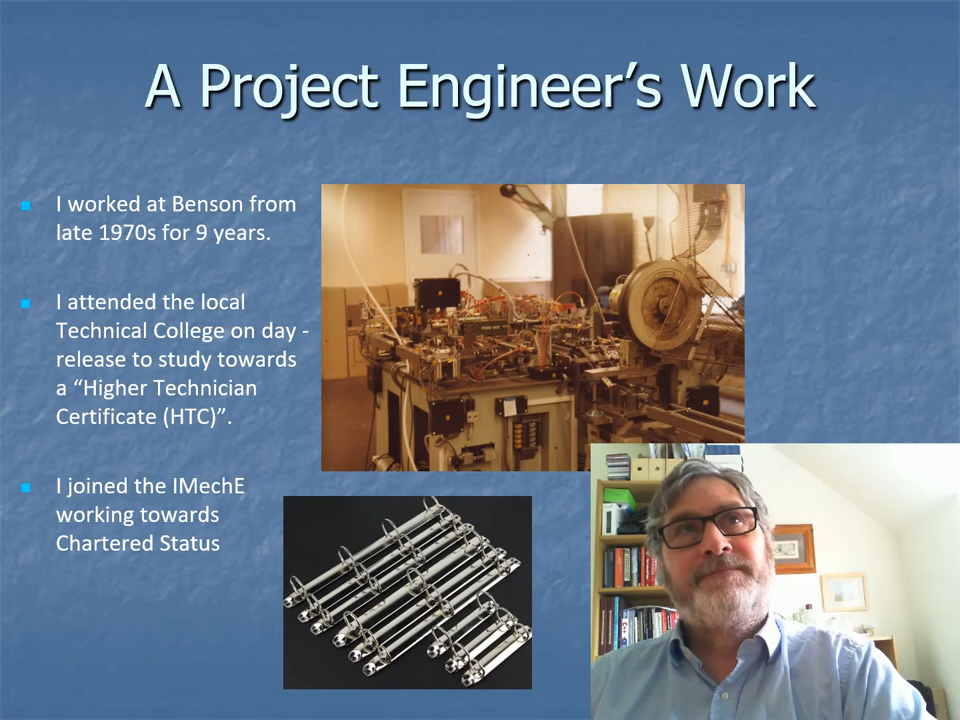 A Project Engineer’s Work
I worked at Benson from
late 1970s for 9 years.
I attended the local
Technical College on day -
release to study towards
a “Higher Technician
Certificate (HTC)”.
I joined the IMechE
working towards
Chartered Status